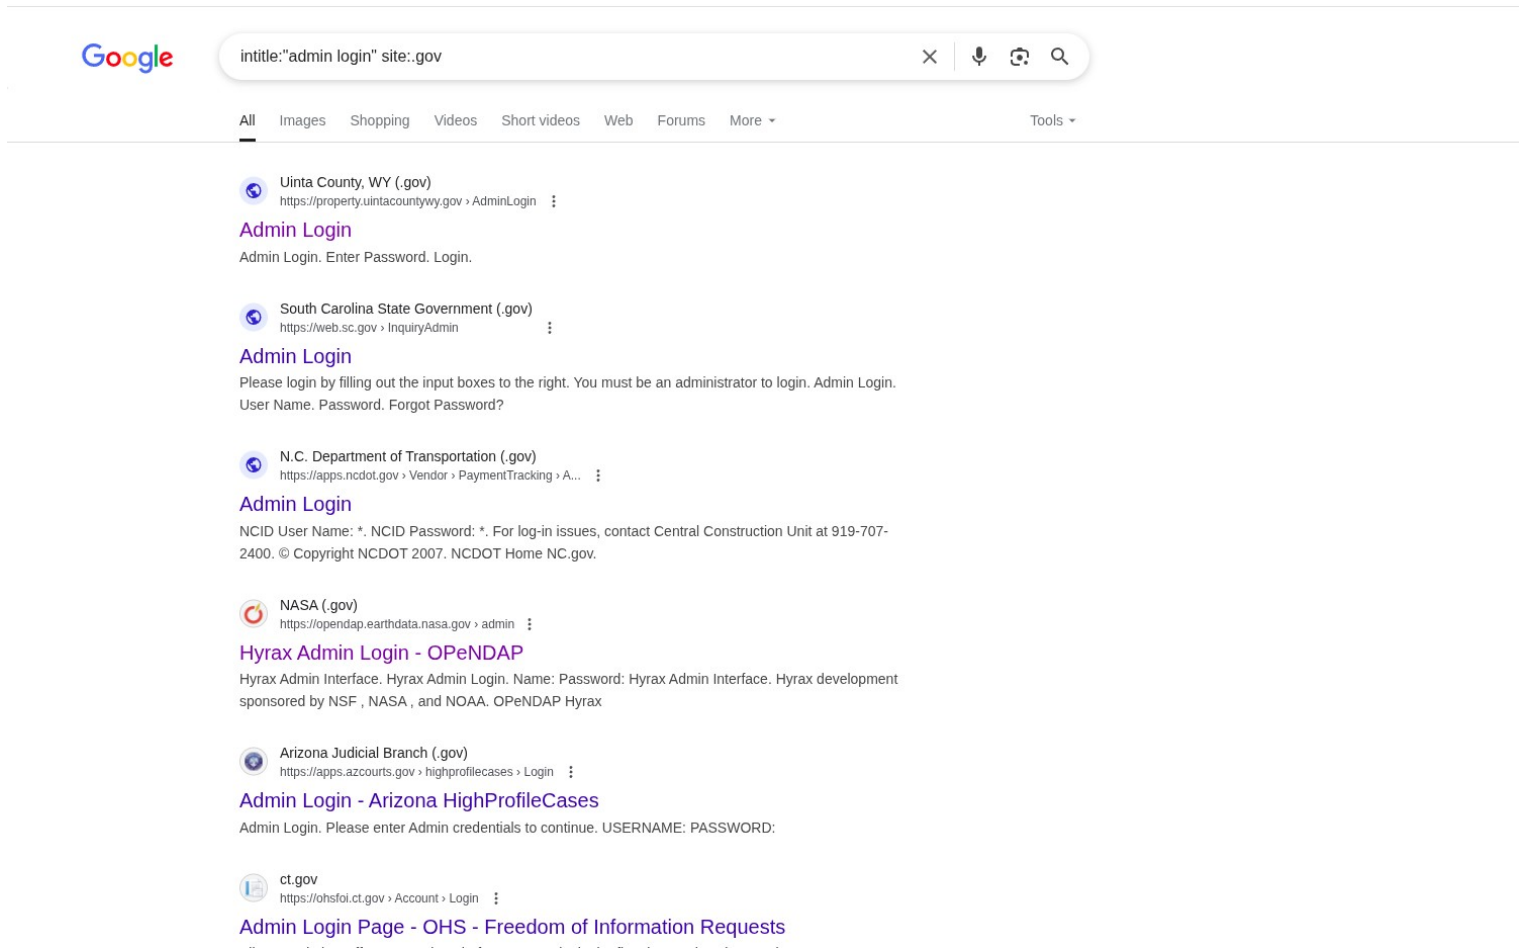 Google
intitle:"admin login" site:.gov
All Images Shopping Videos Short videos Web Forums More Tools
Uinta County, WY (.gov)
https://property.uintacountywy.gov › AdminLogin
Admin Login
Admin Login. Enter Password. Login.
South Carolina State Government (.gov)
https://web.sc.gov › InquiryAdmin
Admin Login
Please login by filling out the input boxes to the right. You must be an administrator to login. Admin Login.
User Name. Password. Forgot Password?
N.C. Department of Transportation (.gov)
https://apps.ncdot.gov › Vendor › PaymentTracking › A...
Admin Login
NCID User Name: *. NCID Password: *. For log-in issues, contact Central Construction Unit at 919-707-
2400. © Copyright NCDOT 2007. NCDOT Home NC.gov.
NASA (.gov)
https://opendap.earthdata.nasa.gov › admin
Hyrax Admin Login - OPeNDAP
Hyrax Admin Interface. Hyrax Admin Login. Name: Password: Hyrax Admin Interface. Hyrax development
sponsored by NSF , NASA , and NOAA. OPeNDAP Hyrax
Arizona Judicial Branch (.gov)
https://apps.azcourts.gov › highprofilecases › Login
Admin Login - Arizona HighProfileCases
Admin Login. Please enter Admin credentials to continue. USERNAME: PASSWORD:
ct.gov
https://ohsfoi.ct.gov › Account › Login
Admin Login Page - OHS - Freedom of Information Requests